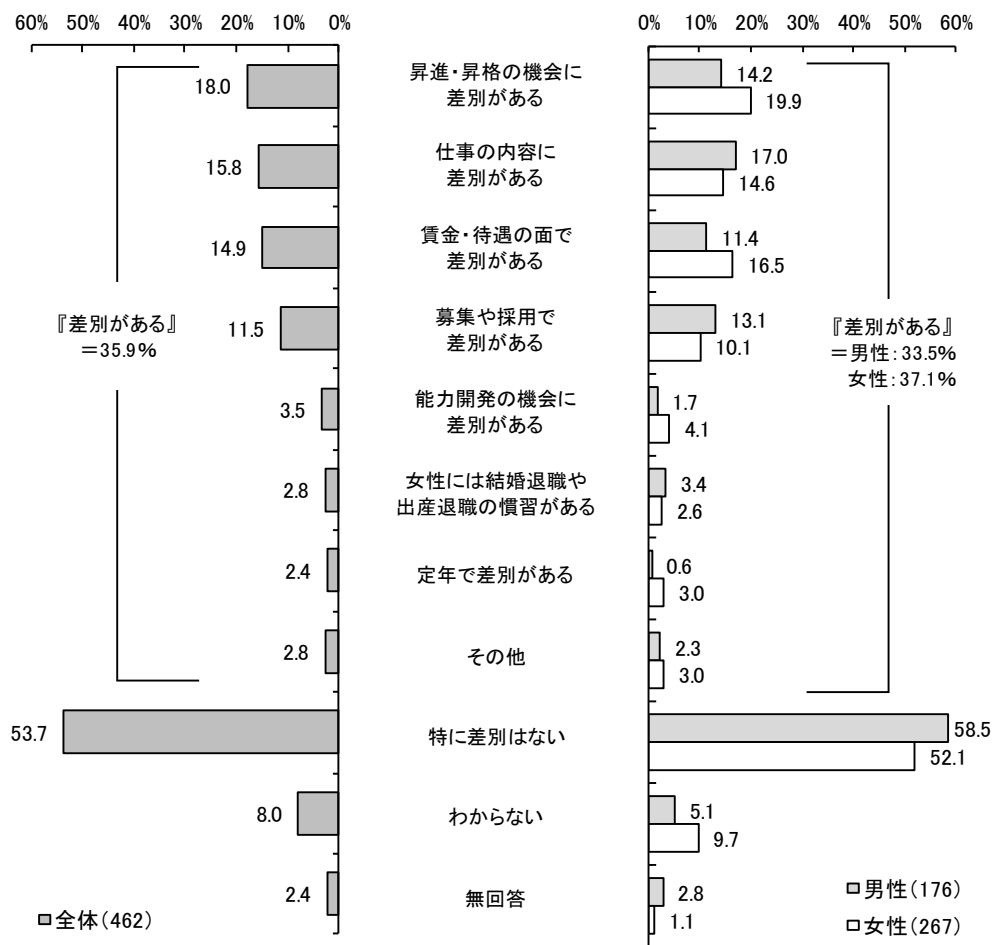 60% 50% 40% 30% 20% 10% 0%
0% 10% 20% 30% 40% 50% 60%
18.0
昇進・昇格の機会に
差別がある
14.2
19.9
15.8
仕事の内容に
差別がある
17.0
14.6
14.9
賃金・待遇の面で
差別がある
11.4
16.5
『差別がある』
＝35.9％
11.5
募集や採用で
差別がある
13.1
10.1
『差別がある』
＝男性：33.5％
女性：37.1％
3.5
能力開発の機会に
差別がある
1.7
4.1
2.8
女性には結婚退職や
出産退職の慣習がある
3.4
2.6
2.4
定年で差別がある
0.6
3.0
2.8
その他
2.3
3.0
53.7
特に差別はない
58.5
52.1
8.0
わからない
5.1
9.7
2.4
無回答
2.8
1.1
全体（462）
男性（176）
女性（267）